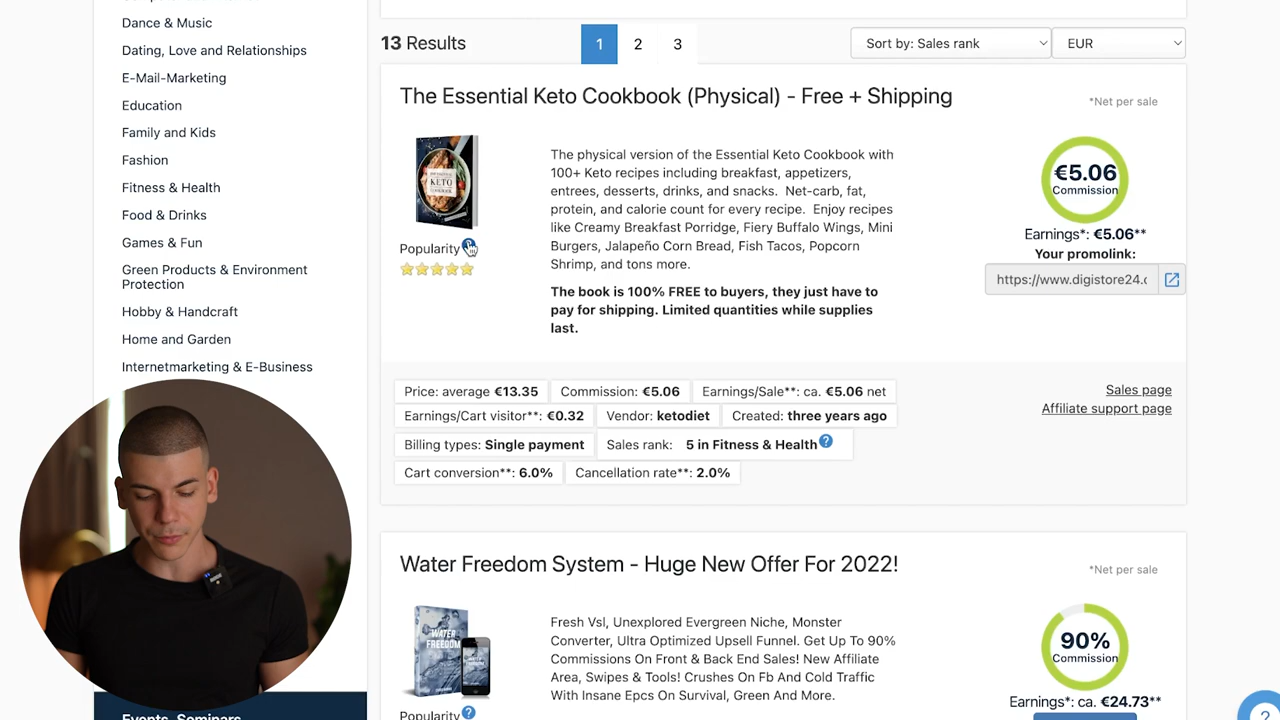 Dance & Music
Dating, Love and Relationships
E-Mail-Marketing
Education
Family and Kids
Fashion
Fitness & Health
Food & Drinks
Games & Fun
Green Products & Environment
Protection
Hobby & Handcraft
Home and Garden
Internetmarketing & E-Business
Events, Seminars
13 Results
1
2
3
Sort by: Sales rank
EUR
The Essential Keto Cookbook (Physical) - Free + Shipping
*Net per sale
KETO
Popularity ?
The physical version of the Essential Keto Cookbook with
100+ Keto recipes including breakfast, appetizers,
entrees, desserts, drinks, and snacks. Net-carb, fat,
protein, and calorie count for every recipe. Enjoy recipes
like Creamy Breakfast Porridge, Fiery Buffalo Wings, Mini
Burgers, Jalapeño Corn Bread, Fish Tacos, Popcorn
Shrimp, and tons more.
The book is 100% FREE to buyers, they just have to
pay for shipping. Limited quantities while supplies
last.
€5.06
Commission
Earnings*: €5.06**
Your promolink:
https://www.digistore24.c
Price: average €13.35
Commission: €5.06
Earnings/Sale**: ca. €5.06 net
Earnings/Cart visitor**: €0.32
Vendor: ketodiet
Created: three years ago
Billing types: Single payment
Sales rank: 5 in Fitness & Health ?
Cart conversion**: 6.0%
Cancellation rate**: 2.0%
Sales page
Affiliate support page
Water Freedom System - Huge New Offer For 2022!
*Net per sale
WATER
FREEDOM
Popularity ?
Fresh Vsl, Unexplored Evergreen Niche, Monster
Converter, Ultra Optimized Upsell Funnel. Get Up To 90%
Commissions On Front & Back End Sales! New Affiliate
Area, Swipes & Tools! Crushes On Fb And Cold Traffic
With Insane Epcs On Survival, Green And More.
90%
Commission
Earnings*: ca. €24.73**
?